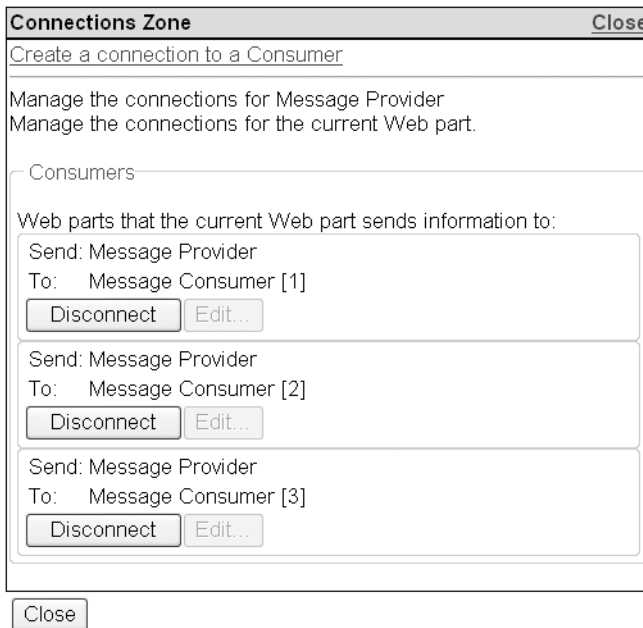 Connections Zone Close
Create a connection to a Consumer
Manage the connections for Message Provider
Manage the connections for the current Web part.
Consumers
Web parts that the current Web part sends information to:
Send: Message Provider
To: Message Consumer [1]
Disconnect Edit...
Send: Message Provider
To: Message Consumer [2]
Disconnect Edit...
Send: Message Provider
To: Message Consumer [3]
Disconnect Edit...
Close